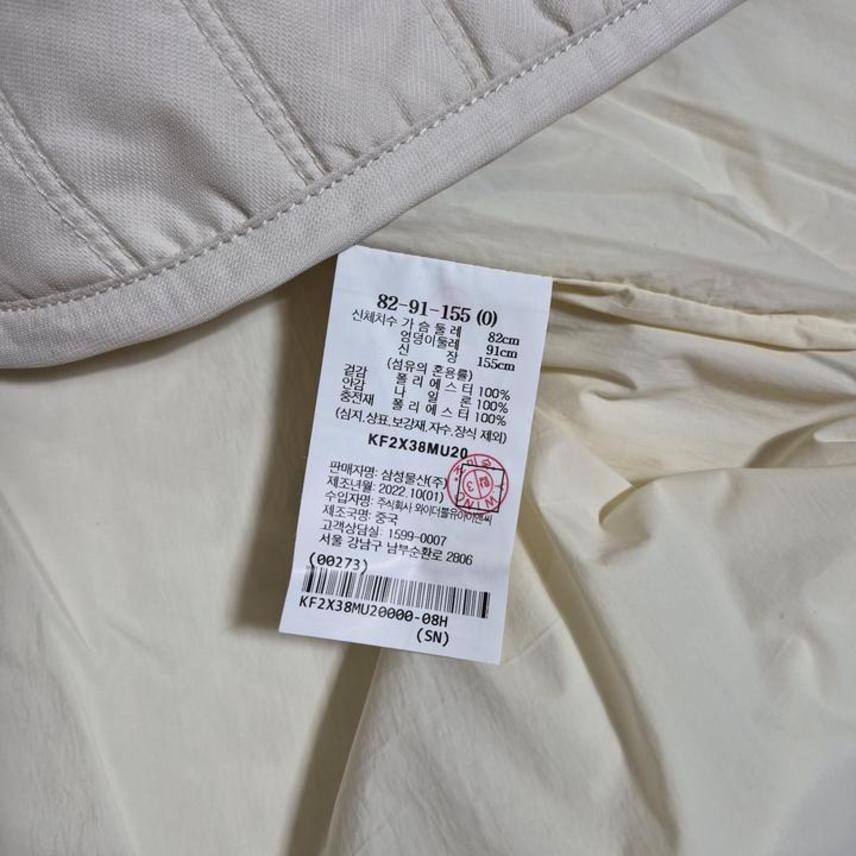 82-91-155 (0)
신체치수 가 슴 둘 레 82cm
엉덩이둘레 91cm
신 장 155cm
(섬유의 혼용률)
겉감 폴 리 에 스 터 100%
안감 나 일 론 100%
충전재 폴 리 에 스 터 100%
(심지,상표,보강재,자수,장식 제외)
KF2X38MU20
판매자명: 삼성물산(주)
제조년월: 2022.10(01)
수입자명: 주식회사 와이더블유아이앤씨
제조국명: 중국
고객상담실: 1599-0007
서울 강남구 남부순환로 2806
(00273)
KF2X38MU20000-08H
(SN)